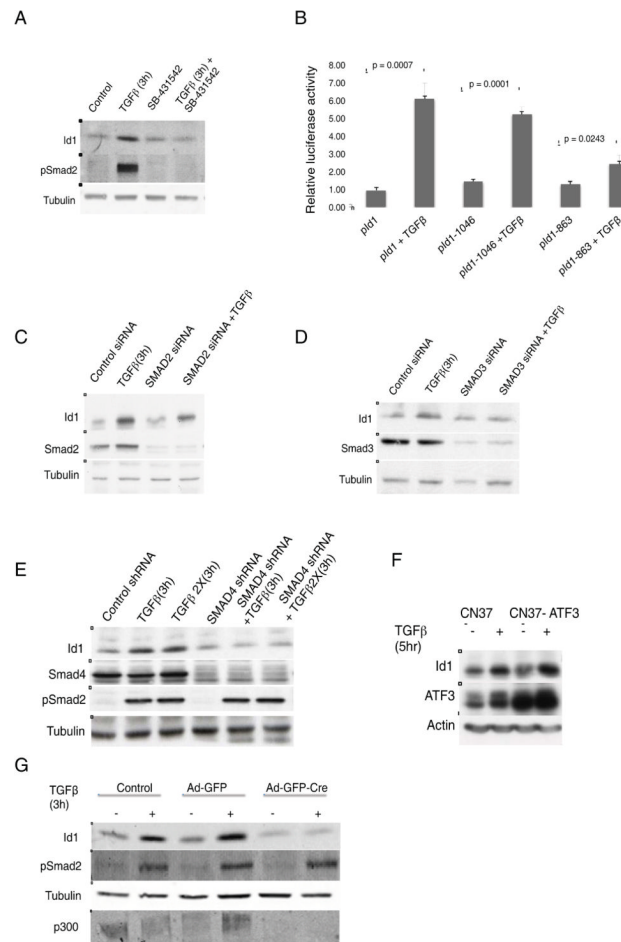 A
Control
TGFβ (3h)
SB-431542
TGFβ (3h) +
SB-431542
Id1
pSmad2
Tubulin
B
Relative luciferase activity
8.00
7.00
6.00
5.00
4.00
3.00
2.00
1.00
p = 0.0007
p = 0.0001
p = 0.0243
pId1
pId1 + TGFβ
pId1-1046
pId1-1046 +TGFβ
pId1-863
pId1-863 + TGFβ
C
Control siRNA
TGFβ(3h)
SMAD2 siRNA
SMAD2 siRNA +TGFβ
Id1
Smad2
Tubulin
D
Control siRNA
TGFβ(3h)
SMAD3 siRNA
SMAD3 siRNA +TGFβ
Id1
Smad3
Tubulin
E
Control shRNA
TGFβ(3h)
TGFβ 2X(3h)
SMAD4 shRNA
SMAD4 shRNA
+TGFβ(3h)
SMAD4 shRNA
+ TGFβ2X(3h)
Id1
Smad4
pSmad2
Tubulin
F
CN37 CN37- ATF3
TGFβ - + - +
(5hr)
Id1
ATF3
Actin
G
TGFβ Control Ad-GFP Ad-GFP-Cre
(3h)
- + - + - +
Id1
pSmad2
Tubulin
p300